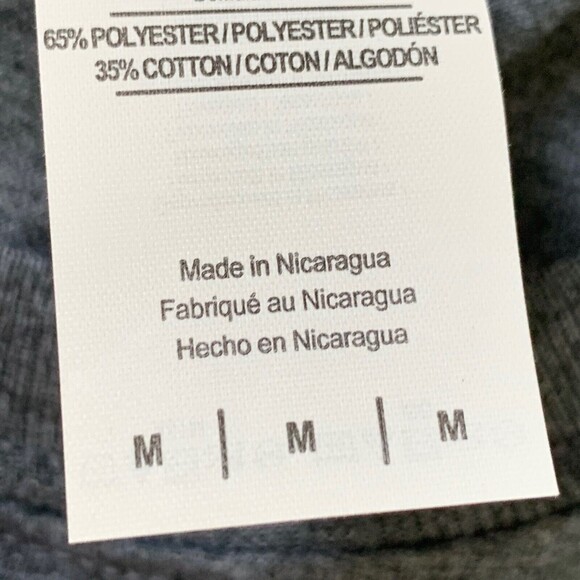 65% POLYESTER/POLYESTER/POLIÉSTER
35% COTTON/COTON/ALGODÓN
Made in Nicaragua
Fabriqué au Nicaragua
Hecho en Nicaragua
M | M | M